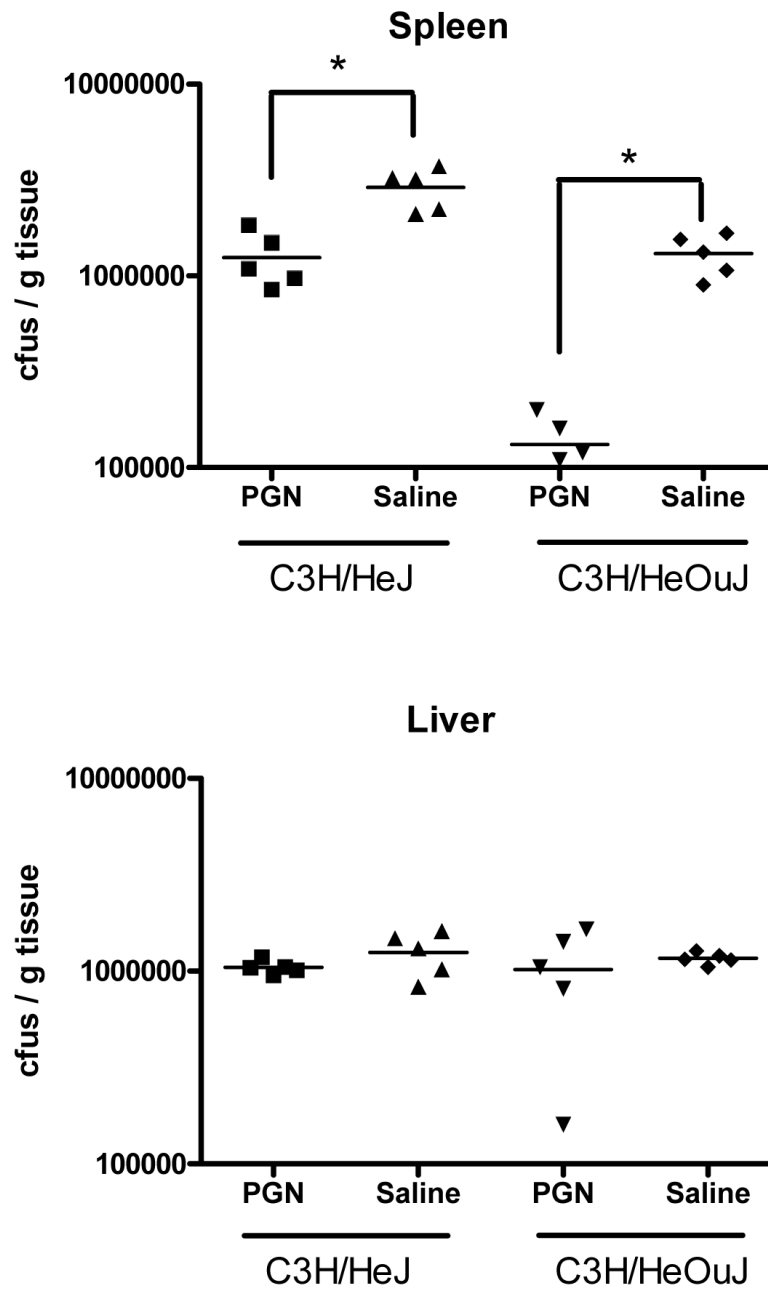 Spleen
*
*
10000000
1000000
100000
cfus / g tissue
PGN Saline PGN Saline
C3H/HeJ C3H/HeOuJ
Liver
10000000
1000000
100000
cfus / g tissue
PGN Saline PGN Saline
C3H/HeJ C3H/HeOuJ